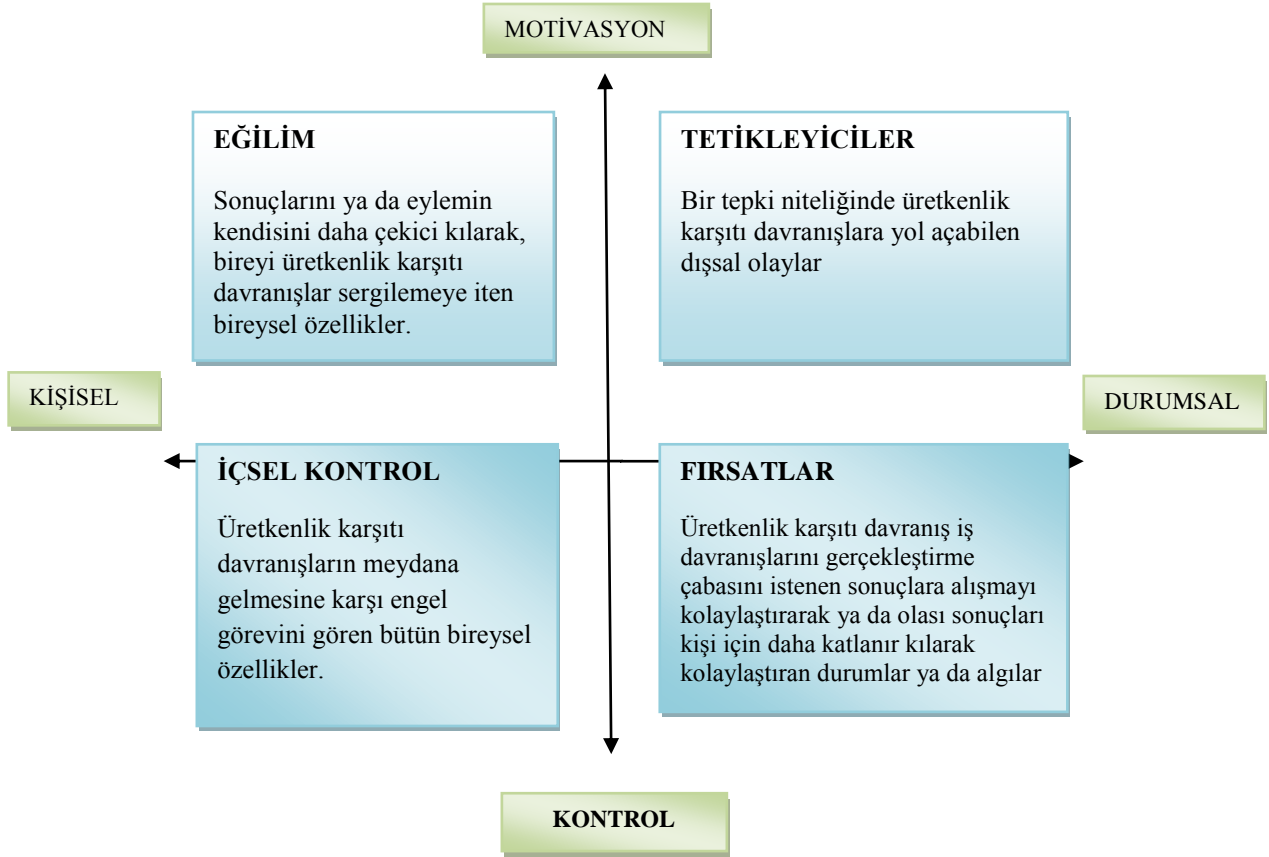 MOTİVASYON
EĞİLİM
Sonuçlarını ya da eylemin
kendisini daha çekici kılarak,
bireyi üretkenlik karşıtı
davranışlar sergilemeye iten
bireysel özellikler.
TETİKLEYİCİLER
Bir tepki niteliğinde üretkenlik
karşıtı davranışlara yol açabilen
dışsal olaylar
KİŞİSEL
DURUMSAL
İÇSEL KONTROL
Üretkenlik karşıtı
davranışların meydana
gelmesine karşı engel
görevini gören bütün bireysel
özellikler.
FIRSATLAR
Üretkenlik karşıtı davranış iş
davranışlarını gerçekleştirme
çabasını istenen sonuçlara alışmayı
kolaylaştırarak ya da olası sonuçları
kişi için daha katlanır kılarak
kolaylaştıran durumlar ya da algılar
KONTROL